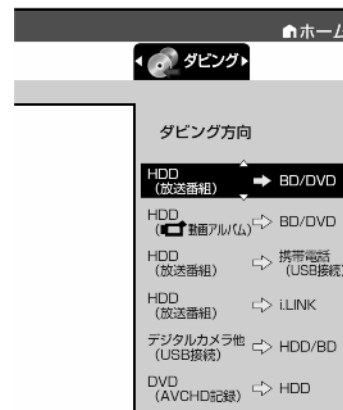 ホーム
ダビング
ダビング方向
HDD
(放送番組) ➡ BD/DVD
HDD
(動画アルバム) ⇨ BD/DVD
HDD
(放送番組) ⇨ 携帯電話
(USB接続)
HDD
(放送番組) ⇨ i.LINK
デジタルカメラ他
(USB接続) ⇨ HDD/BD
DVD
(AVCHD記録) ⇨ HDD